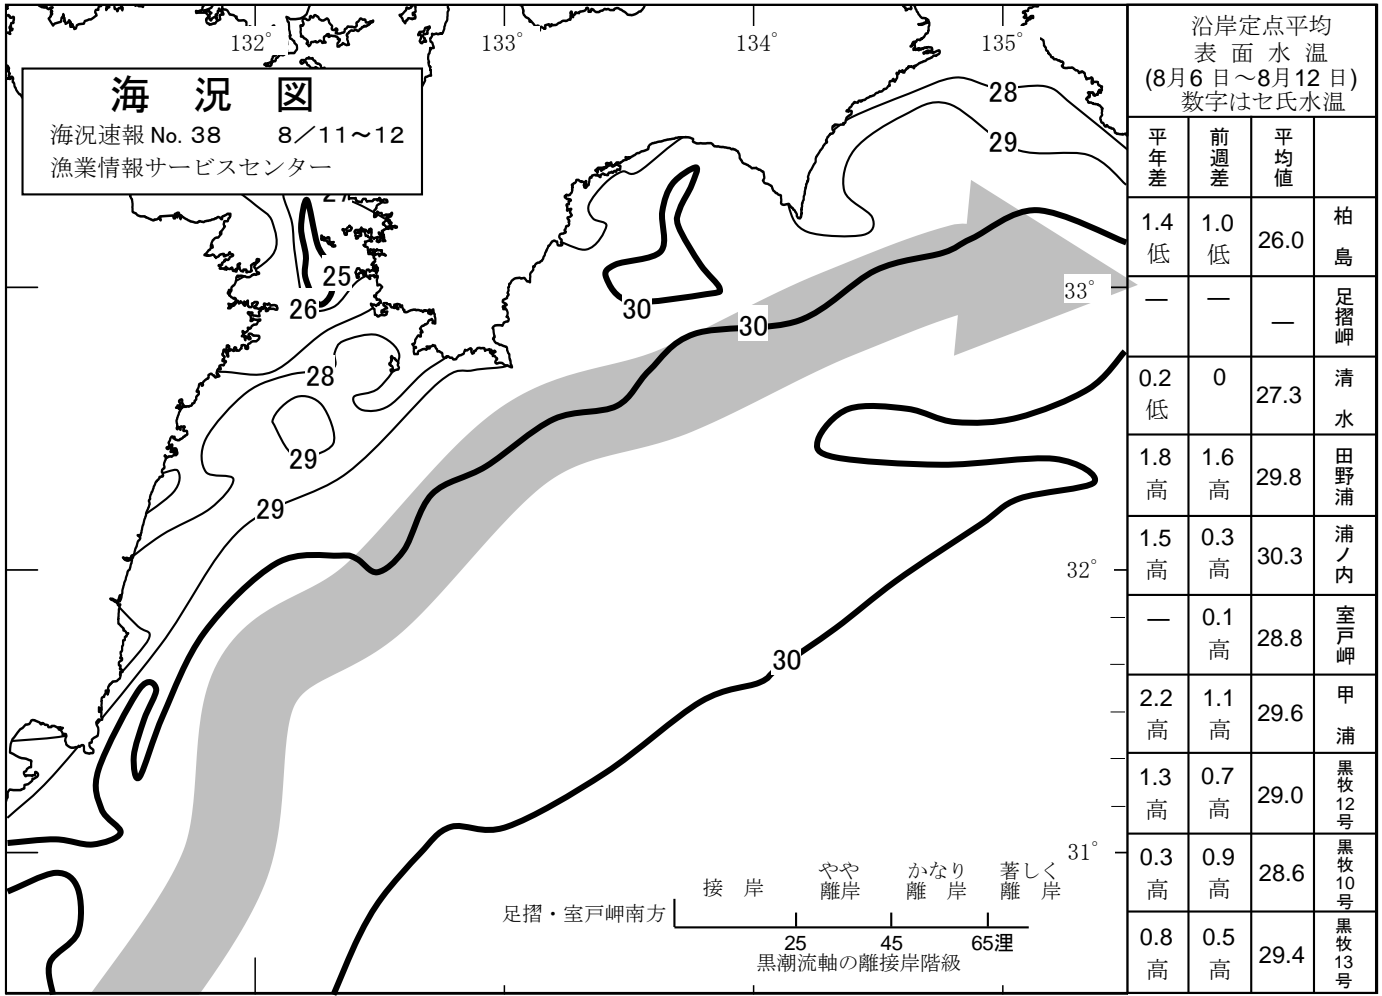 132°
133°
134°
135°
海 況 図
海況速報 No. 38 8／11～12
漁業情報サービスセンター
27
25
26
28
29
29
28
29
30
30
30
33°
32°
31°
接 岸
やや
離岸
かなり
離 岸
著しく
離 岸
足摺・室戸岬南方
25 45 65浬
黒潮流軸の離接岸階級
沿岸定点平均
表 面 水 温
(8月6 日～8月12 日)
数字はセ氏水温
平年差 前週差 平均値
1.4低 1.0低 26.0 柏島
— — — 足摺岬
0.2低 0 27.3 清水
1.8高 1.6高 29.8 田野浦
1.5高 0.3高 30.3 浦ノ内
— 0.1高 28.8 室戸岬
2.2高 1.1高 29.6 甲浦
1.3高 0.7高 29.0 黒牧12号
0.3高 0.9高 28.6 黒牧10号
0.8高 0.5高 29.4 黒牧13号